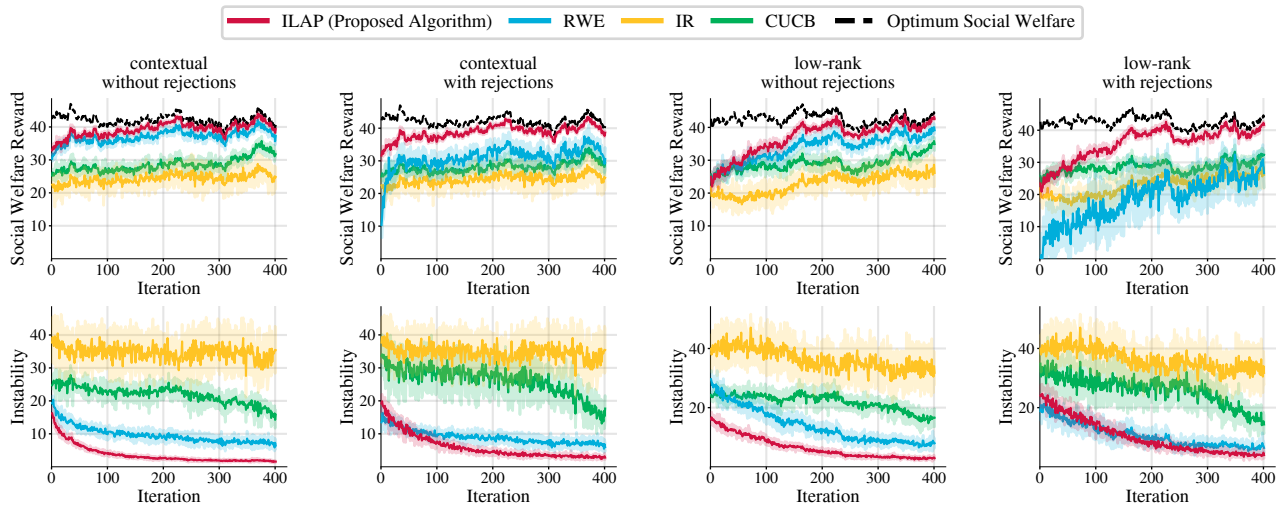 ILAP (Proposed Algorithm) RWE IR CUCB Optimum Social Welfare
contextual
without rejections
contextual
with rejections
low-rank
without rejections
low-rank
with rejections
Social Welfare Reward
40
30
20
10
0 100 200 300 400
Iteration
Social Welfare Reward
40
30
20
10
0 100 200 300 400
Iteration
Social Welfare Reward
40
30
20
10
0 100 200 300 400
Iteration
Social Welfare Reward
40
30
20
10
0 100 200 300 400
Iteration
Instability
40
30
20
10
0 100 200 300 400
Iteration
Instability
40
30
20
10
0 100 200 300 400
Iteration
Instability
40
20
0 100 200 300 400
Iteration
Instability
40
20
0 100 200 300 400
Iteration